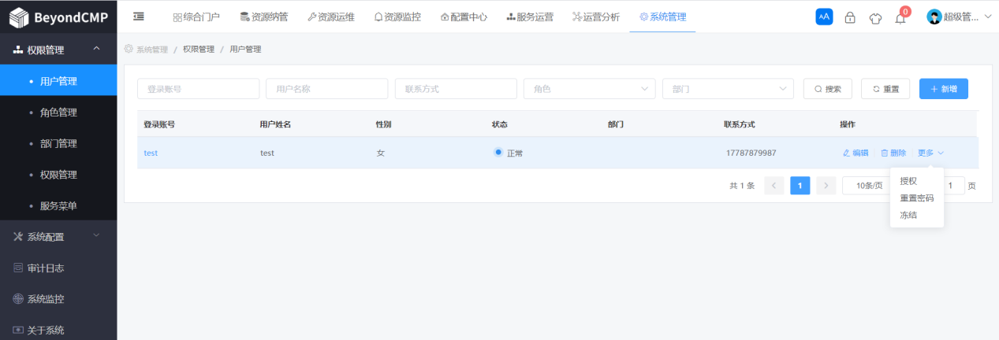 BeyondCMP
综合门户 资源纳管 资源运维 资源监控 配置中心 服务运营 运营分析 系统管理
AA 0 超级管...
权限管理
用户管理
角色管理
部门管理
权限管理
服务菜单
系统配置
审计日志
系统监控
关于系统
系统管理 / 权限管理 / 用户管理
登录账号 用户名称 联系方式 角色 部门 搜索 重置 新增
登录账号 用户姓名 性别 状态 部门 联系方式 操作
test test 女 正常 17787879987 编辑 删除 更多
共 1 条 1 10条/页 1 页
授权
重置密码
冻结